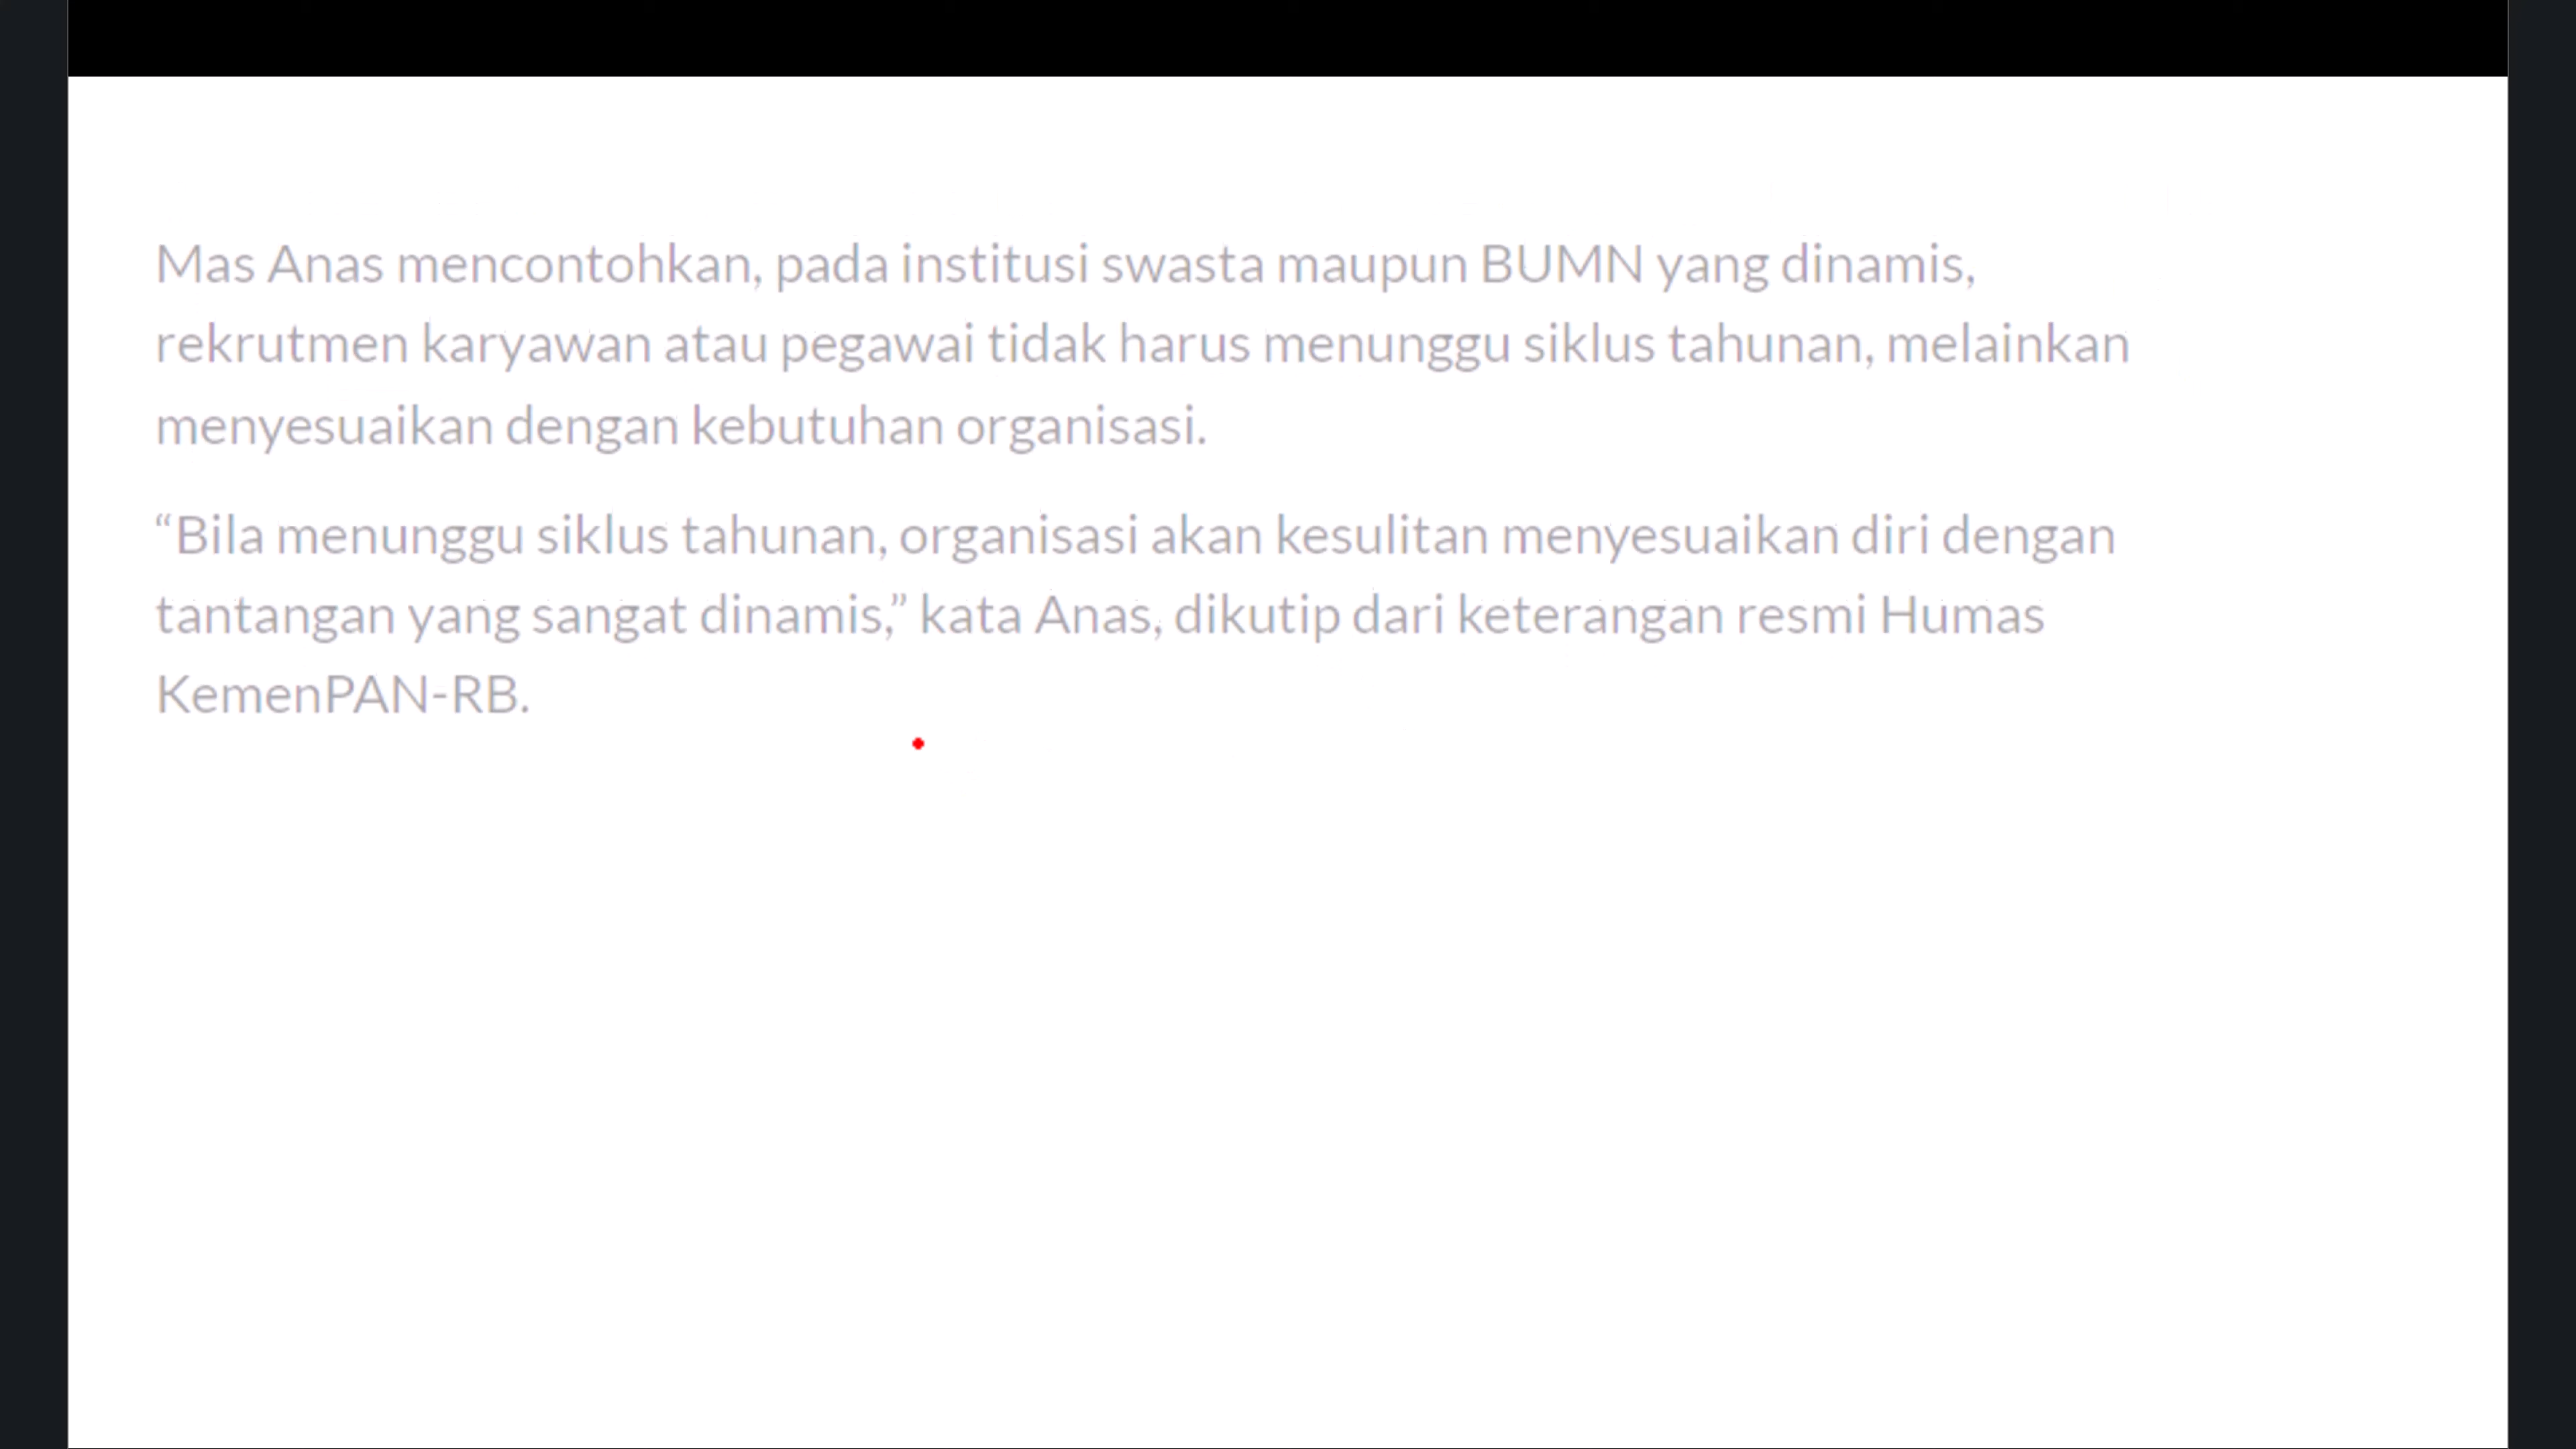 Mas Anas mencontohkan, pada institusi swasta maupun BUMN yang dinamis,
rekrutmen karyawan atau pegawai tidak harus menunggu siklus tahunan, melainkan
menyesuaikan dengan kebutuhan organisasi.
“Bila menunggu siklus tahunan, organisasi akan kesulitan menyesuaikan diri dengan
tantangan yang sangat dinamis,” kata Anas, dikutip dari keterangan resmi Humas
KemenPAN-RB.